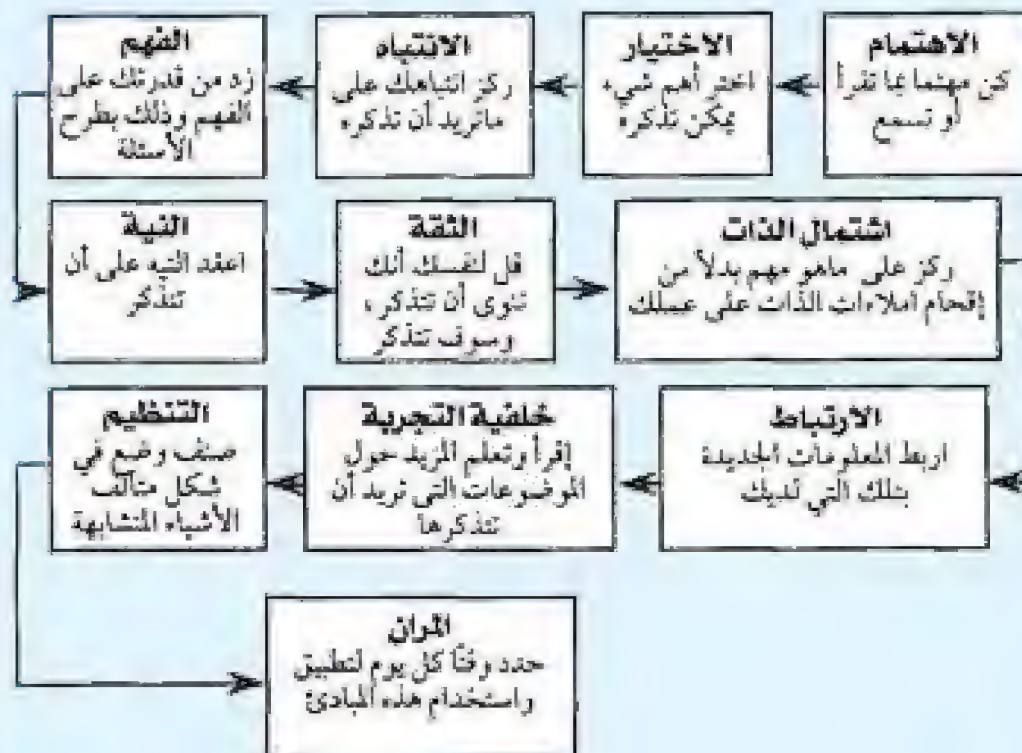 الاهتمام
كن مهتما بما تقرأ
أو تسمع
الاختيار
اختر أهم شيء
يمكن تذكره
الانتباه
ركز انتباهك على
ماتريد أن تذكره
الفهم
زد من قدرتك على
الفهم وذلك بطرح
الأسئلة
النية
اعقد النيه على أن
تتذكر
الثقة
قل لنفسك أنك
تنوى أن تتذكر ،
وسوف تتذكر
اشتمال الذات
ركز على ماهو مهم بدلاً من
إقحام املاءات الذات على عملك
الارتباط
اربط المعلومات الجديدة
بتلك التي لديك
خلفية التجربة
إقرأ وتعلم المزيد حول
الموضوعات التي تريد أن
تتذكرها
التنظيم
صنف وضع في
شكل متآلف
الأشياء المتشابهة
المران
حدد وقتًا كل يوم لتطبيق
واستخدام هذه المبادئ